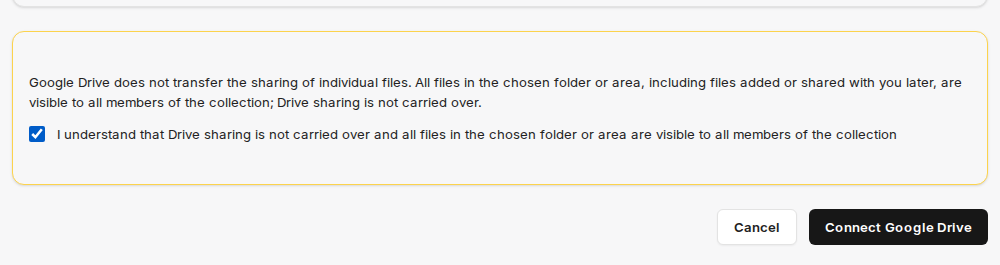 Google Drive does not transfer the sharing of individual files. All files in the chosen folder or area, including files added or shared with you later, are
visible to all members of the collection; Drive sharing is not carried over.
I understand that Drive sharing is not carried over and all files in the chosen folder or area are visible to all members of the collection
Cancel
Connect Google Drive